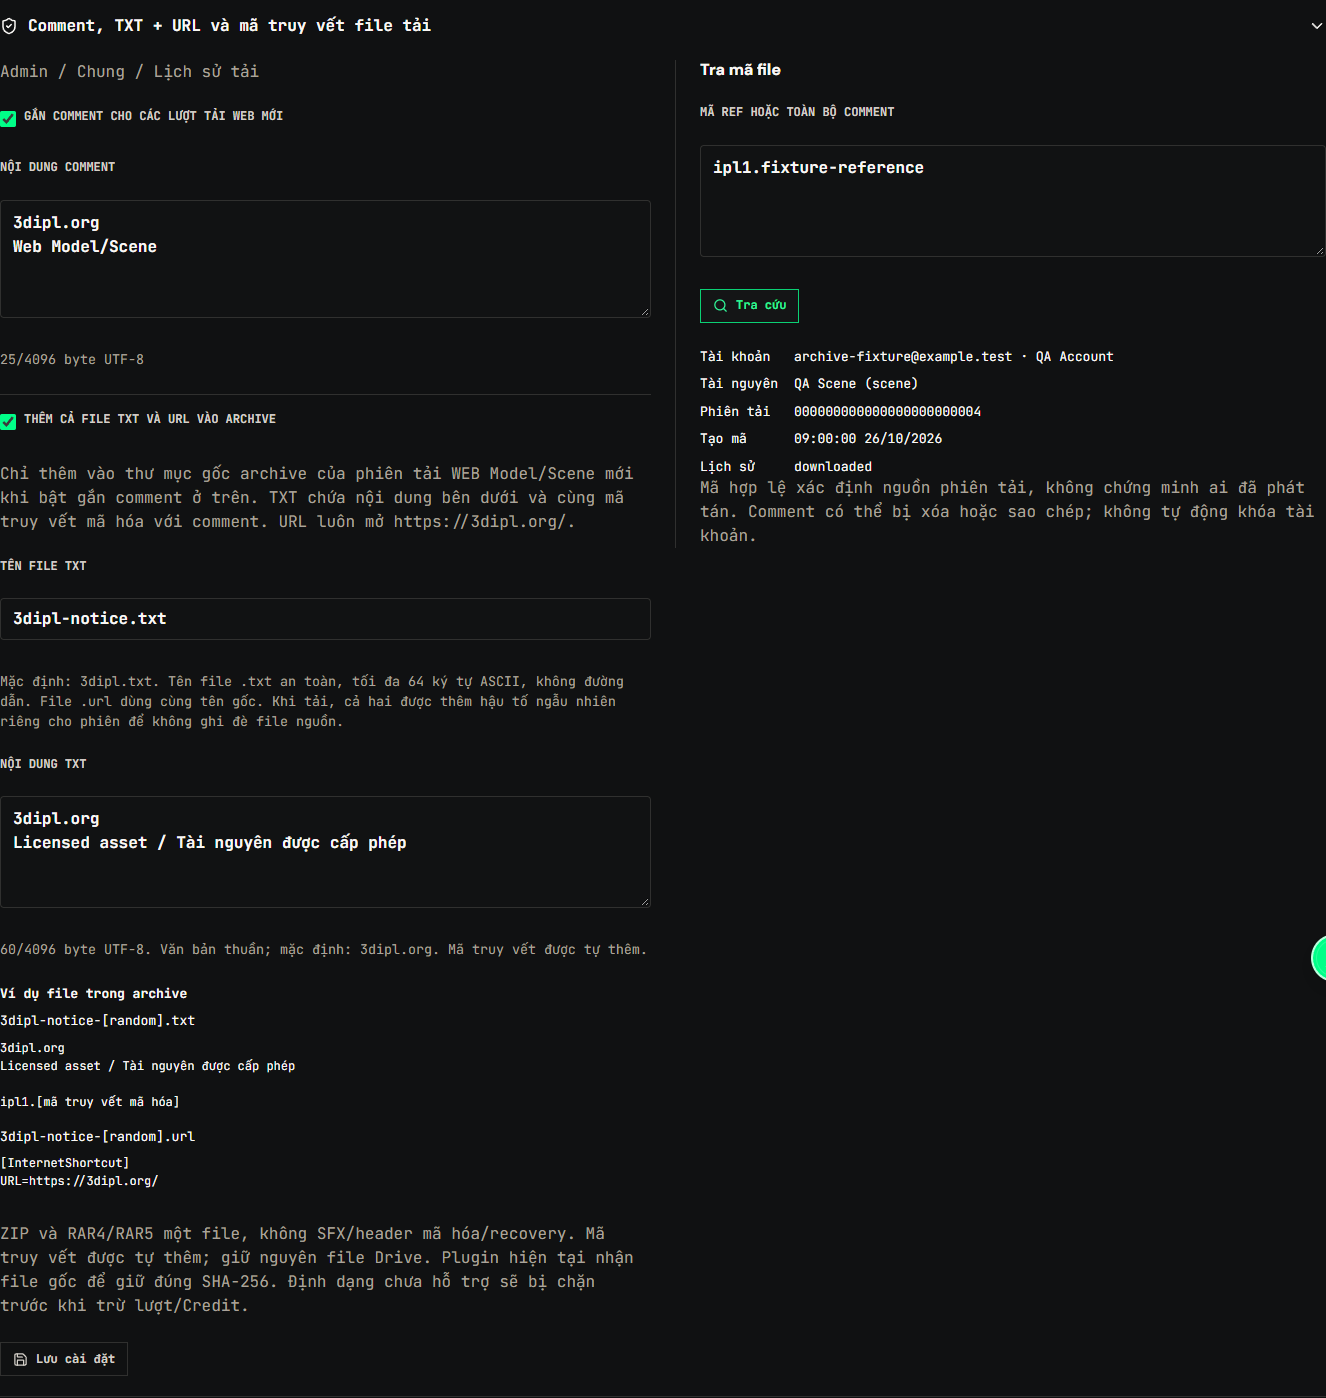 Comment, TXT + URL và mã truy vết file tải
Admin / Chung / Lịch sử tải
GẮN COMMENT CHO CÁC LƯỢT TẢI WEB MỚI
NỘI DUNG COMMENT
3dipl.org
Web Model/Scene
25/4096 byte UTF-8
THÊM CẢ FILE TXT VÀ URL VÀO ARCHIVE
Chỉ thêm vào thư mục gốc archive của phiên tải WEB Model/Scene mới
khi bật gắn comment ở trên. TXT chứa nội dung bên dưới và cùng mã
truy vết mã hóa với comment. URL luôn mở https://3dipl.org/.
TÊN FILE TXT
3dipl-notice.txt
Mặc định: 3dipl.txt. Tên file .txt an toàn, tối đa 64 ký tự ASCII, không đường
dẫn. File .url dùng cùng tên gốc. Khi tải, cả hai được thêm hậu tố ngẫu nhiên
riêng cho phiên để không ghi đè file nguồn.
NỘI DUNG TXT
3dipl.org
Licensed asset / Tài nguyên được cấp phép
60/4096 byte UTF-8. Văn bản thuần; mặc định: 3dipl.org. Mã truy vết được tự thêm.
Ví dụ file trong archive
3dipl-notice-[random].txt
3dipl.org
Licensed asset / Tài nguyên được cấp phép
ipl1.[mã truy vết mã hóa]
3dipl-notice-[random].url
[InternetShortcut]
URL=https://3dipl.org/
ZIP và RAR4/RAR5 một file, không SFX/header mã hóa/recovery. Mã
truy vết được tự thêm; giữ nguyên file Drive. Plugin hiện tại nhận
file gốc để giữ đúng SHA-256. Định dạng chưa hỗ trợ sẽ bị chặn
trước khi trừ lượt/Credit.
Lưu cài đặt
Tra mã file
MÃ REF HOẶC TOÀN BỘ COMMENT
ipl1.fixture-reference
Tra cứu
Tài khoản archive-fixture@example.test · QA Account
Tài nguyên QA Scene (scene)
Phiên tải 000000000000000000000004
Tạo mã 09:00:00 26/10/2026
Lịch sử downloaded
Mã hợp lệ xác định nguồn phiên tải, không chứng minh ai đã phát
tán. Comment có thể bị xóa hoặc sao chép; không tự động khóa tài
khoản.